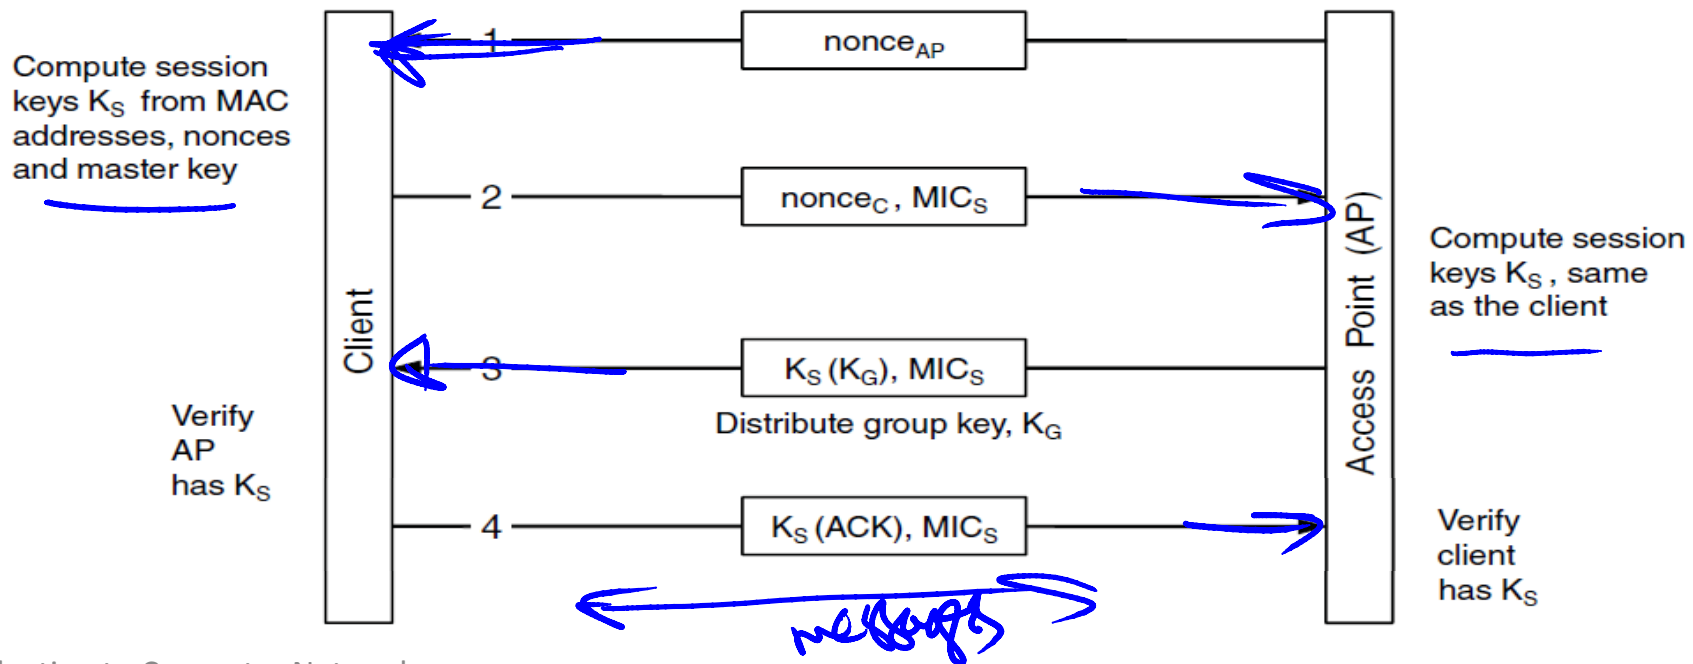 1
nonceAP
Compute session
keys KS from MAC
addresses, nonces
and master key
2
nonceC , MICS
Compute session
keys KS , same
as the client
Client
Access Point (AP)
3
KS (KG), MICS
Distribute group key, KG
Verify
AP
has KS
4
KS (ACK), MICS
Verify
client
has KS
messages